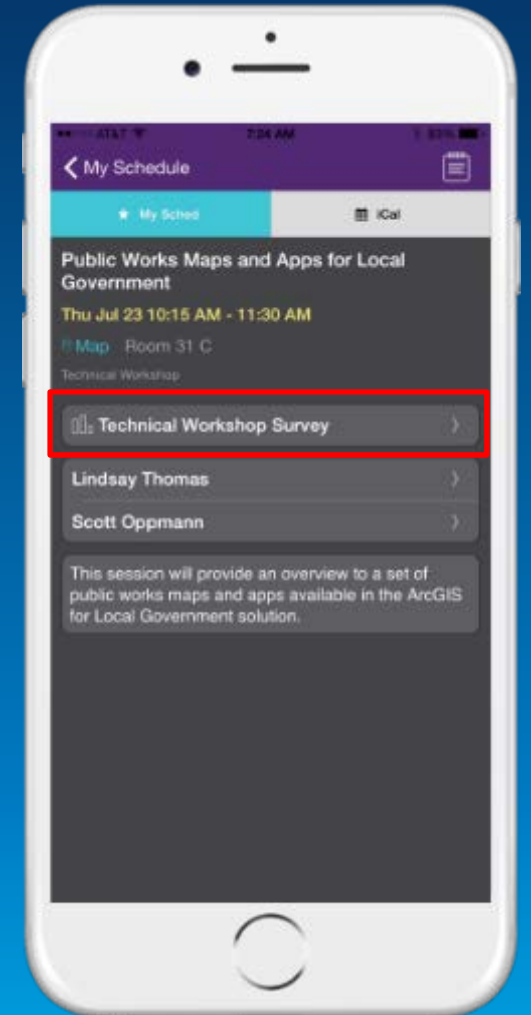 AT&T 7:24 AM 83%
My Schedule
My Sched iCal
Public Works Maps and Apps for Local
Government
Thu Jul 23 10:15 AM - 11:30 AM
Map Room 31 C
Technical Workshop
Technical Workshop Survey
Lindsay Thomas
Scott Oppmann
This session will provide an overview to a set of
public works maps and apps available in the ArcGIS
for Local Government solution.